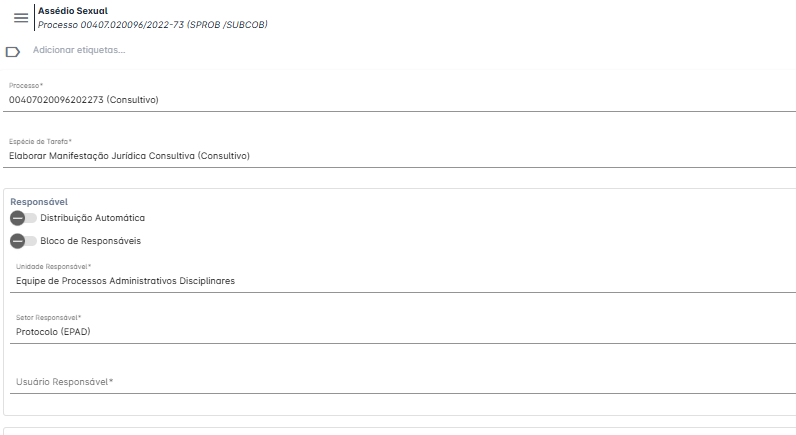 Assédio Sexual
Processo 00407.020096/2022-73 (SPROB /SUBCOB)
Adicionar etiquetas...
Processo*
00407020096202273 (Consultivo)
Espécie de Tarefa*
Elaborar Manifestação Jurídica Consultiva (Consultivo)
Responsável
Distribuição Automática
Bloco de Responsáveis
Unidade Responsável*
Equipe de Processos Administrativos Disciplinares
Setor Responsável*
Protocolo (EPAD)
Usuário Responsável*